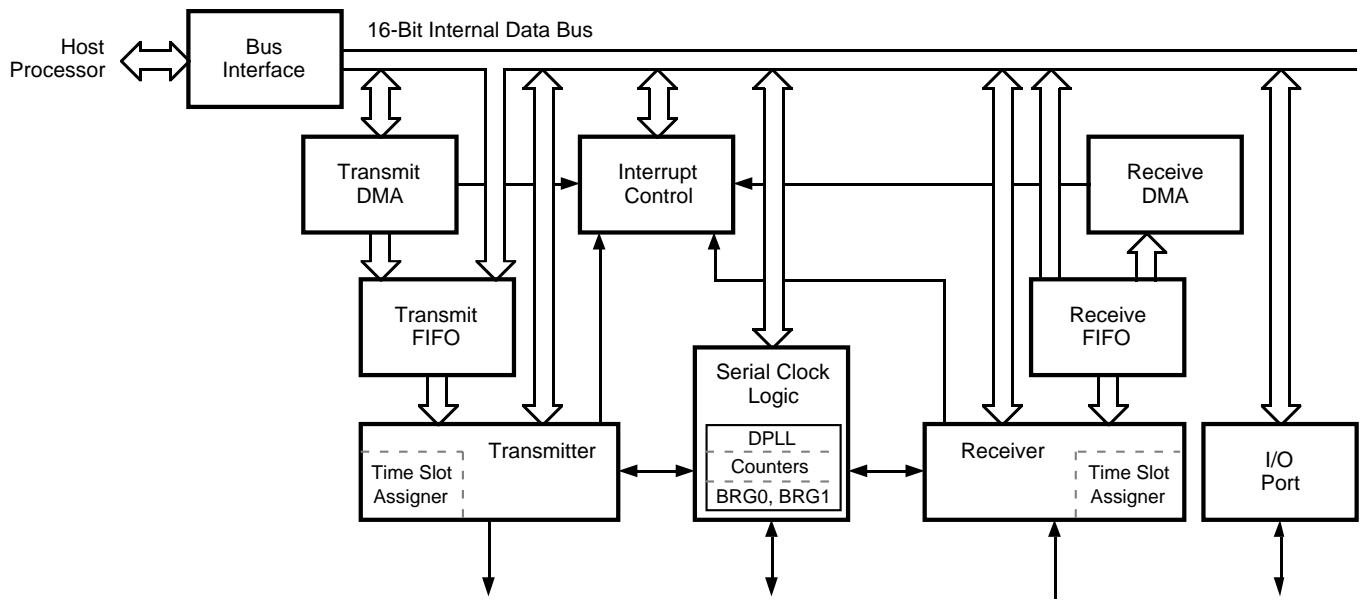 16-Bit Internal Data Bus
Host
Processor
Bus
Interface
Transmit
DMA
Interrupt
Control
Receive
DMA
Transmit
FIFO
Receive
FIFO
Serial Clock
Logic
DPLL
Counters
BRG0, BRG1
Transmitter
Time Slot
Assigner
Receiver
Time Slot
Assigner
I/O
Port